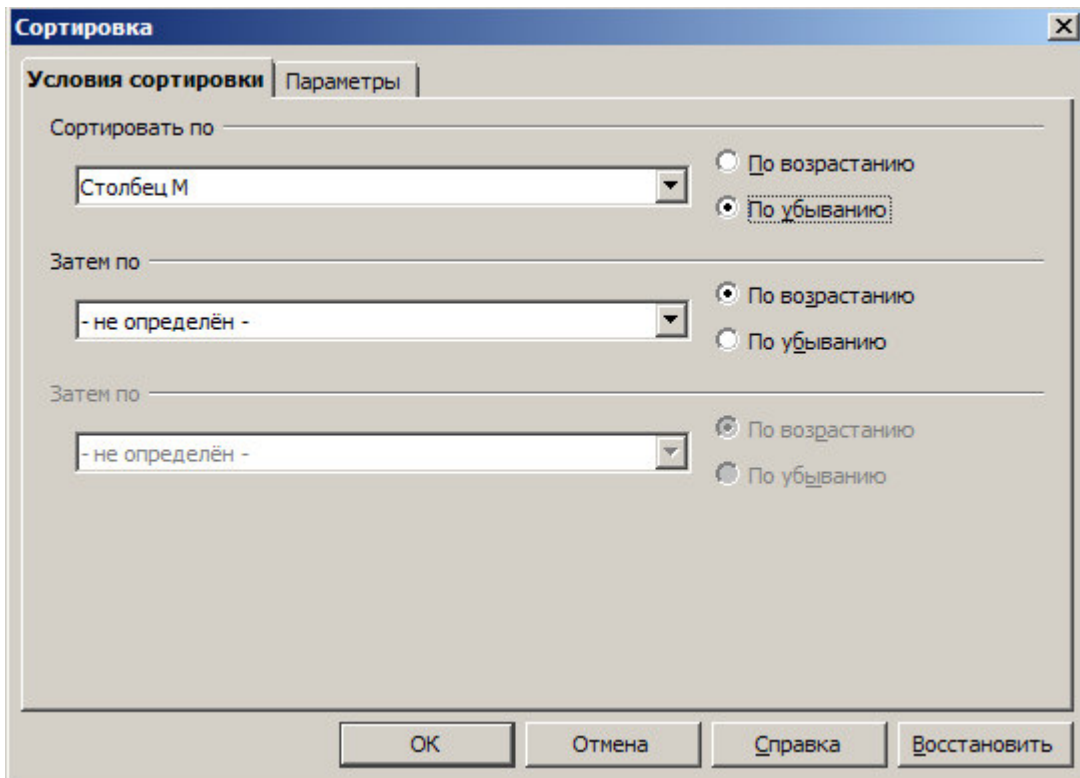 Сортировка
Условия сортировки Параметры
Сортировать по
По возрастанию
Столбец M
По убыванию
Затем по
По возрастанию
- не определён -
По убыванию
Затем по
По возрастанию
- не определён -
По убыванию
OK Отмена Справка Восстановить